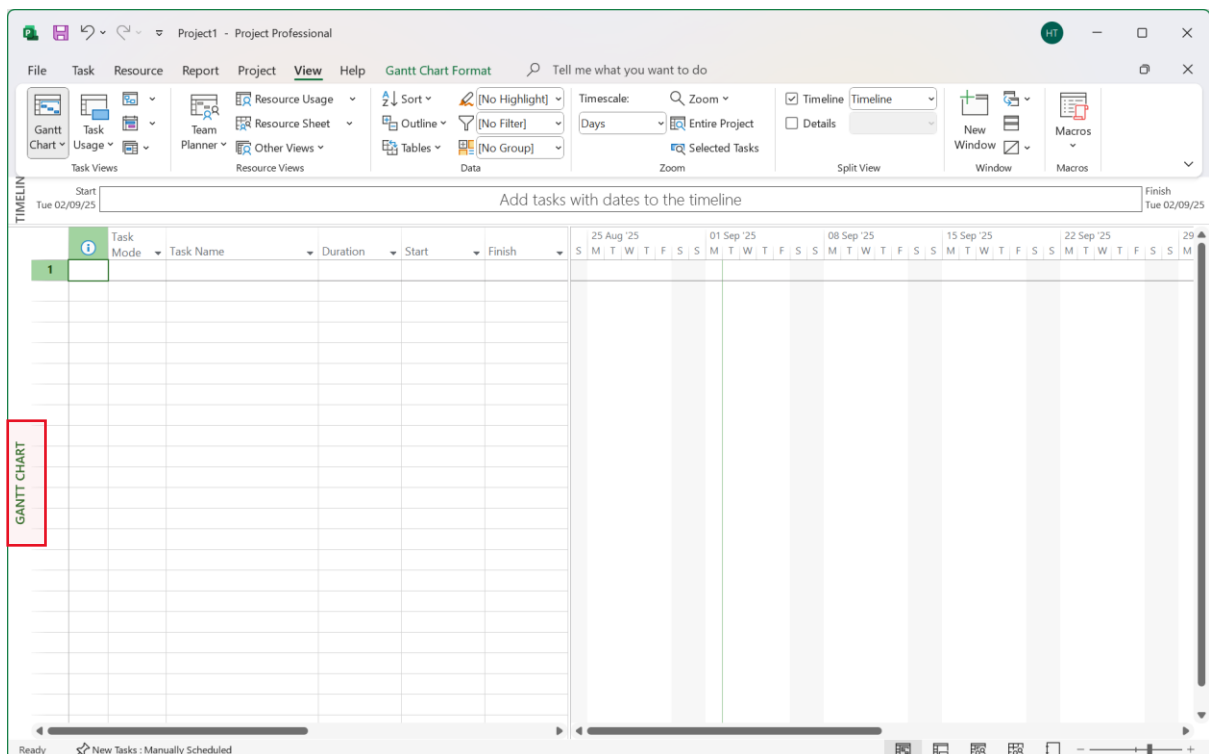 Project1 - Project Professional
HT
File Task Resource Report Project View Help Gantt Chart Format Tell me what you want to do
Gantt Chart
Task Usage
Task Views
Team Planner
Resource Usage
Resource Sheet
Other Views
Resource Views
Sort
Outline
Tables
[No Highlight]
[No Filter]
[No Group]
Data
Timescale:
Days
Zoom
Entire Project
Selected Tasks
Zoom
Timeline Timeline
Details
Split View
New Window
Window
Macros
Macros
TIMELIN
Start
Tue 02/09/25
Add tasks with dates to the timeline
Finish
Tue 02/09/25
Task Mode
Task Name
Duration
Start
Finish
25 Aug '25 01 Sep '25 08 Sep '25 15 Sep '25 22 Sep '25 29
S M T W T F S S M T W T F S S M T W T F S S M T W T F S S M T W T F S S M
1
GANTT CHART
Ready New Tasks : Manually Scheduled